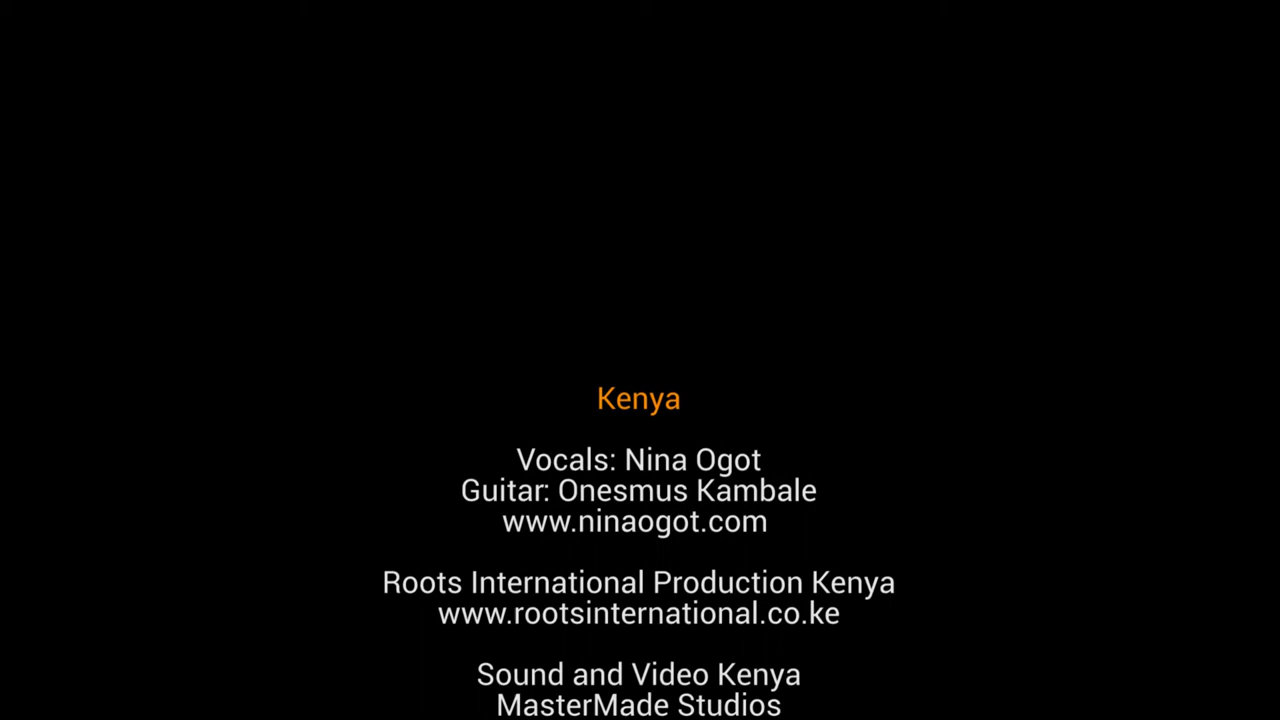 Kenya
Vocals: Nina Ogot
Guitar: Onesmus Kambale
www.ninaogot.com
Roots International Production Kenya
www.rootsinternational.co.ke
Sound and Video Kenya
MasterMade Studios